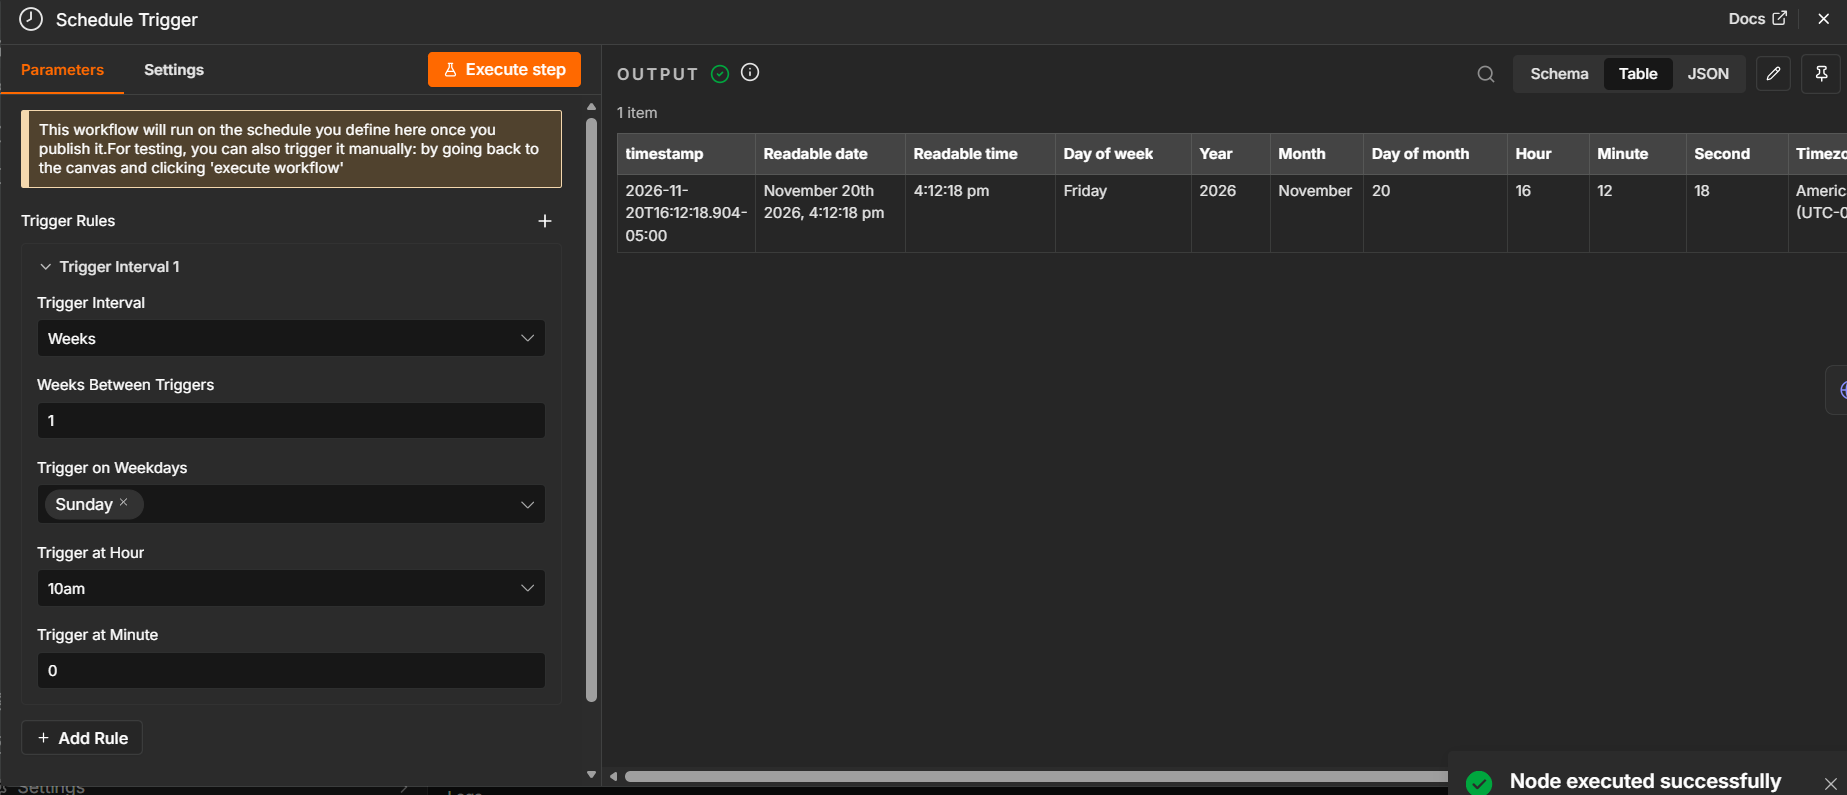 Schedule Trigger
Docs
Parameters
Settings
Execute step
This workflow will run on the schedule you define here once you
publish it.For testing, you can also trigger it manually: by going back to
the canvas and clicking 'execute workflow'
Trigger Rules
Trigger Interval 1
Trigger Interval
Weeks
Weeks Between Triggers
1
Trigger on Weekdays
Sunday
Trigger at Hour
10am
Trigger at Minute
0
Add Rule
Settings
OUTPUT
Schema
Table
JSON
1 item
timestamp Readable date Readable time Day of week Year Month Day of month Hour Minute Second
2026-11- November 20th 4:12:18 pm Friday 2026 November 20 16 12 18
20T16:12:18.904- 2026, 4:12:18 pm
05:00
Node executed successfully